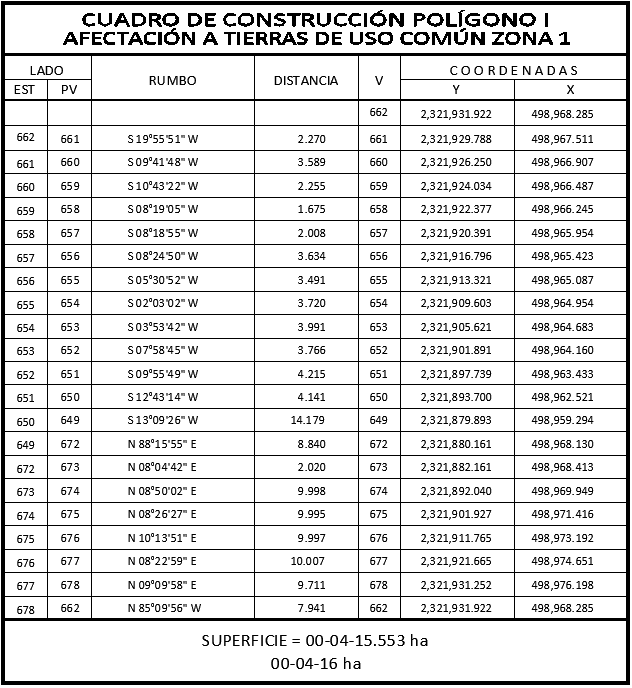 CUADRO DE CONSTRUCCIÓN POLÍGONO I
AFECTACIÓN A TIERRAS DE USO COMÚN ZONA 1
LADO RUMBO DISTANCIA V COORDENADAS
EST PV Y X
662 2,321,931.922 498,968.285
662 661 S 19°55'51" W 2.270 661 2,321,929.788 498,967.511
661 660 S 09°41'48" W 3.589 660 2,321,926.250 498,966.907
660 659 S 10°43'22" W 2.255 659 2,321,924.034 498,966.487
659 658 S 08°19'05" W 1.675 658 2,321,922.377 498,966.245
658 657 S 08°18'55" W 2.008 657 2,321,920.391 498,965.954
657 656 S 08°24'50" W 3.634 656 2,321,916.796 498,965.423
656 655 S 05°30'52" W 3.491 655 2,321,913.321 498,965.087
655 654 S 02°03'02" W 3.720 654 2,321,909.603 498,964.954
654 653 S 03°53'42" W 3.991 653 2,321,905.621 498,964.683
653 652 S 07°58'45" W 3.766 652 2,321,901.891 498,964.160
652 651 S 09°55'49" W 4.215 651 2,321,897.739 498,963.433
651 650 S 12°43'14" W 4.141 650 2,321,893.700 498,962.521
650 649 S 13°09'26" W 14.179 649 2,321,879.893 498,959.294
649 672 N 88°15'55" E 8.840 672 2,321,880.161 498,968.130
672 673 N 08°04'42" E 2.020 673 2,321,882.161 498,968.413
673 674 N 08°50'02" E 9.998 674 2,321,892.040 498,969.949
674 675 N 08°26'27" E 9.995 675 2,321,901.927 498,971.416
675 676 N 10°13'51" E 9.997 676 2,321,911.765 498,973.192
676 677 N 08°22'59" E 10.007 677 2,321,921.665 498,974.651
677 678 N 09°09'58" E 9.711 678 2,321,931.252 498,976.198
678 662 N 85°09'56" W 7.941 662 2,321,931.922 498,968.285
SUPERFICIE = 00-04-15.553 ha
00-04-16 ha